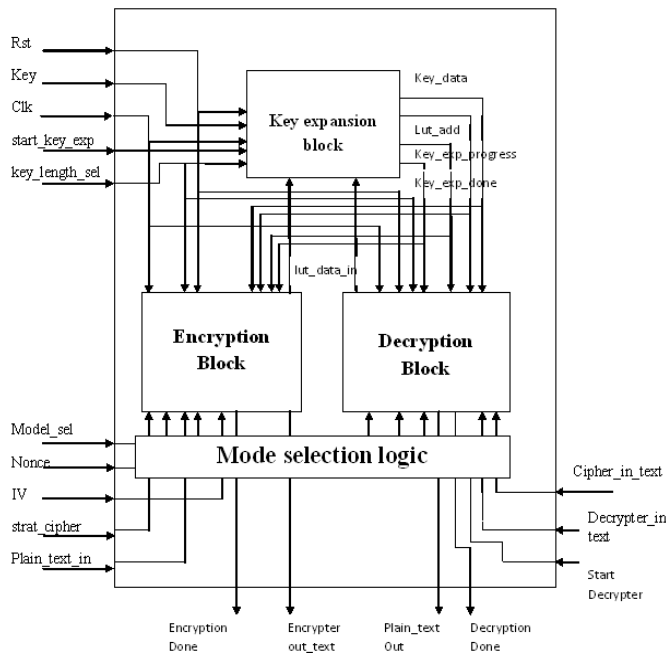 Rst
Key
Clk
start_key_exp
key_length_sel
Key expansion
block
Key_data
Lut_add
Key_exp_progress
Key_exp_done
lut_data_in
Encryption
Block
Decryption
Block
Model_sel
Nonce
IV
strat_cipher
Plain_text_in
Mode selection logic
Cipher_in_text
Decrypter_in
text
Start
Decrypter
Encryption
Done
Encrypter
out_text
Plain_text
Out
Decryption
Done